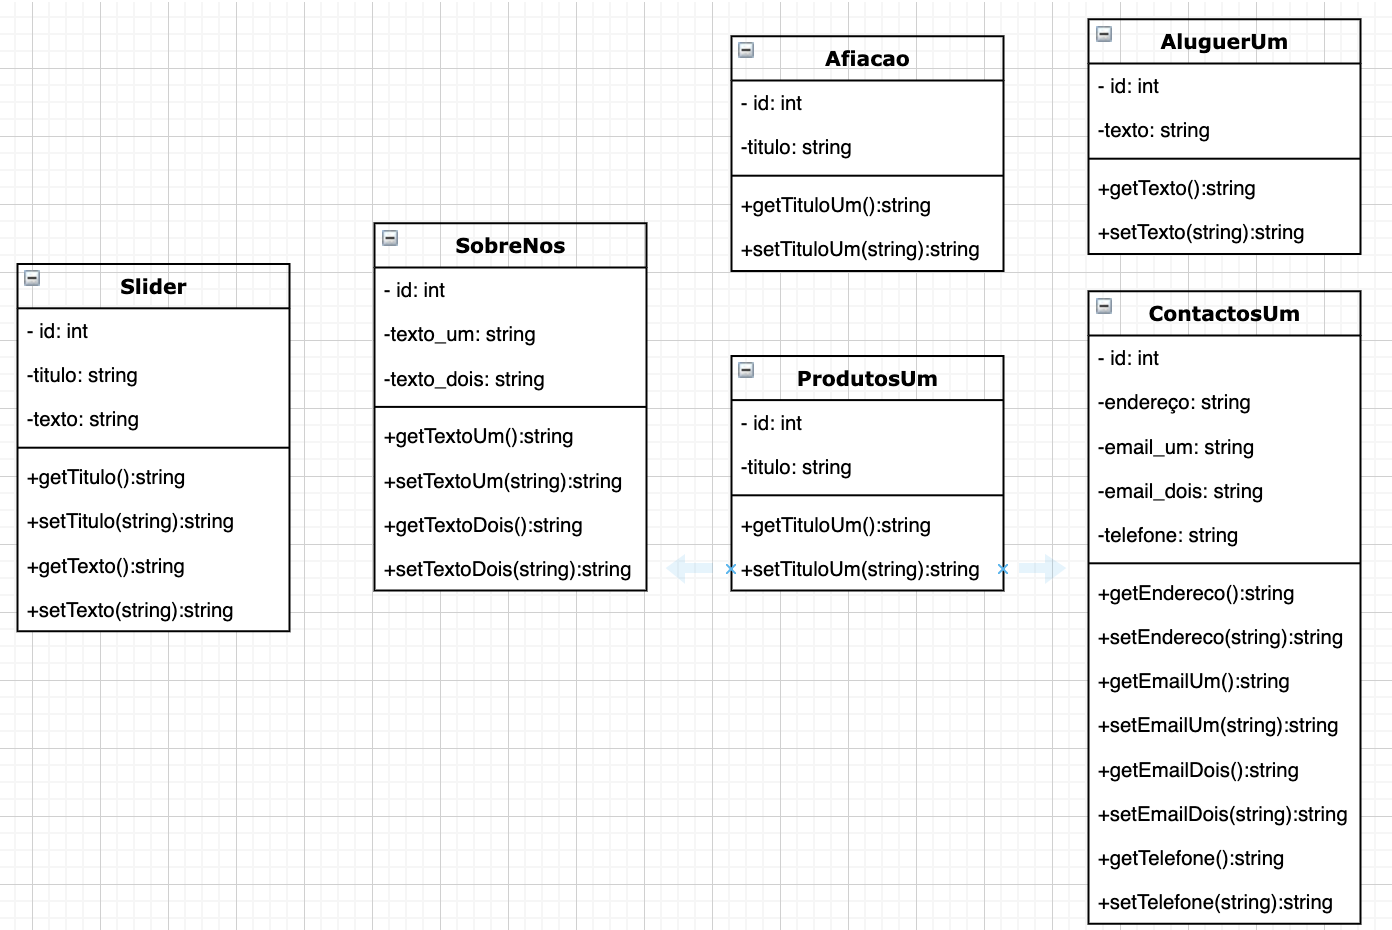 Slider
- id: int
-titulo: string
-texto: string
+getTitulo():string
+setTitulo(string):string
+getTexto():string
+setTexto(string):string
SobreNos
- id: int
-texto_um: string
-texto_dois: string
+getTextoUm():string
+setTextoUm(string):string
+getTextoDois():string
+setTextoDois(string):string
Afiacao
- id: int
-titulo: string
+getTituloUm():string
+setTituloUm(string):string
ProdutosUm
- id: int
-titulo: string
+getTituloUm():string
+setTituloUm(string):string
AluguerUm
- id: int
-texto: string
+getTexto():string
+setTexto(string):string
ContactosUm
- id: int
-endereço: string
-email_um: string
-email_dois: string
-telefone: string
+getEndereco():string
+setEndereco(string):string
+getEmailUm():string
+setEmailUm(string):string
+getEmailDois():string
+setEmailDois(string):string
+getTelefone():string
+setTelefone(string):string